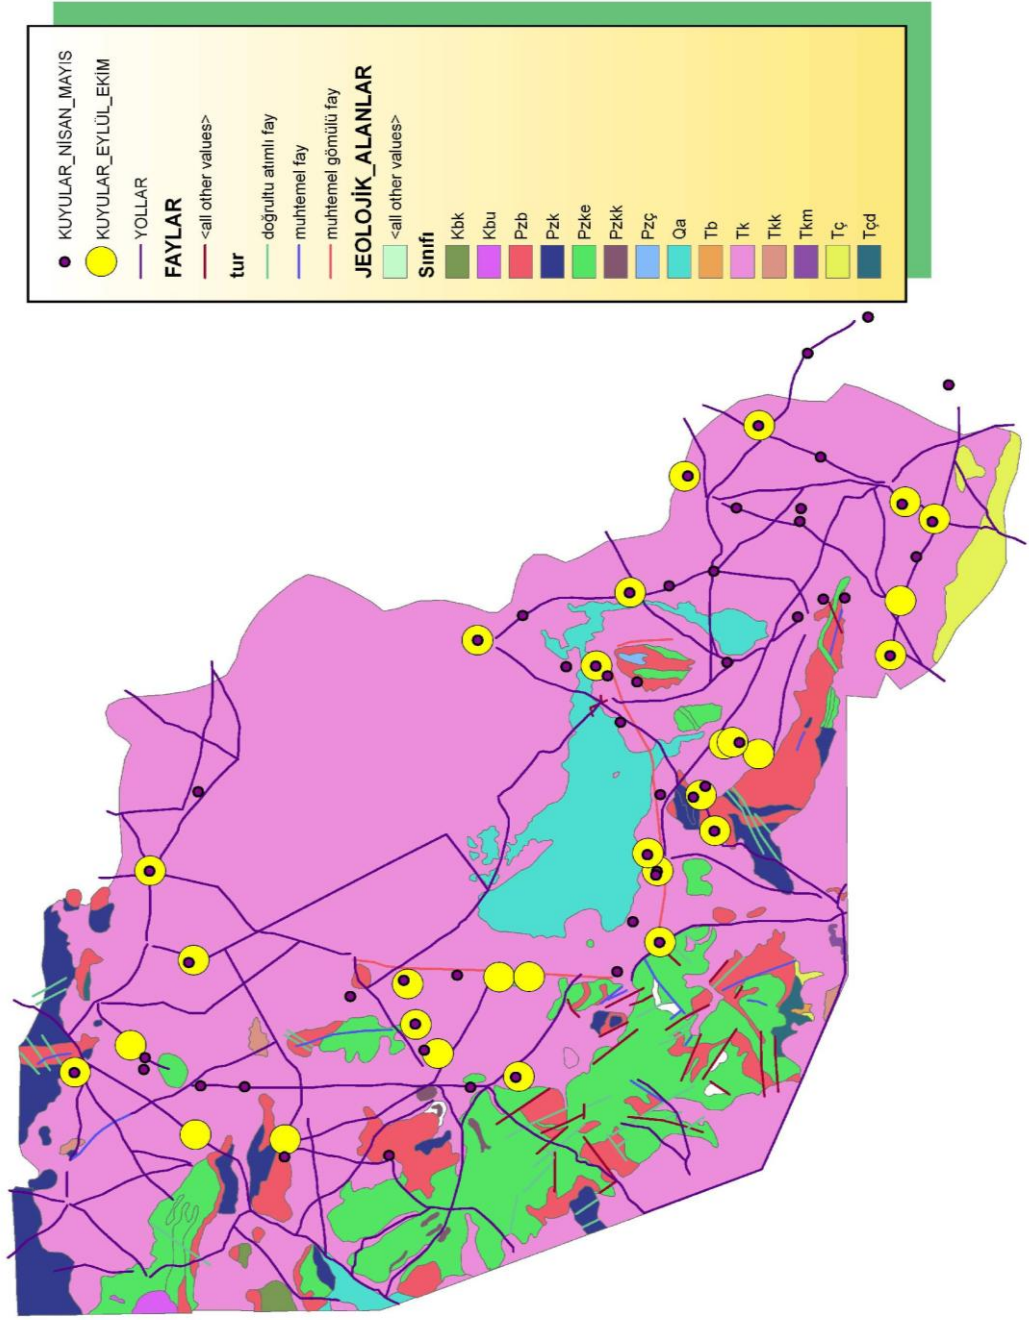 KUYULAR_NİSAN_MAYIS
KUYULAR_EYLÜL_EKİM
YOLLAR
FAYLAR
<all other values>
tur
doğrultu atımlı fay
muhtemel fay
muhtemel gömülü fay
JEOLOJİK_ALANLAR
<all other values>
Sınıfı
Kbk
Kbu
Pzb
Pzk
Pzke
Pzkk
Pzç
Qa
Tb
Tk
Tkk
Tkm
Tç
Tçd